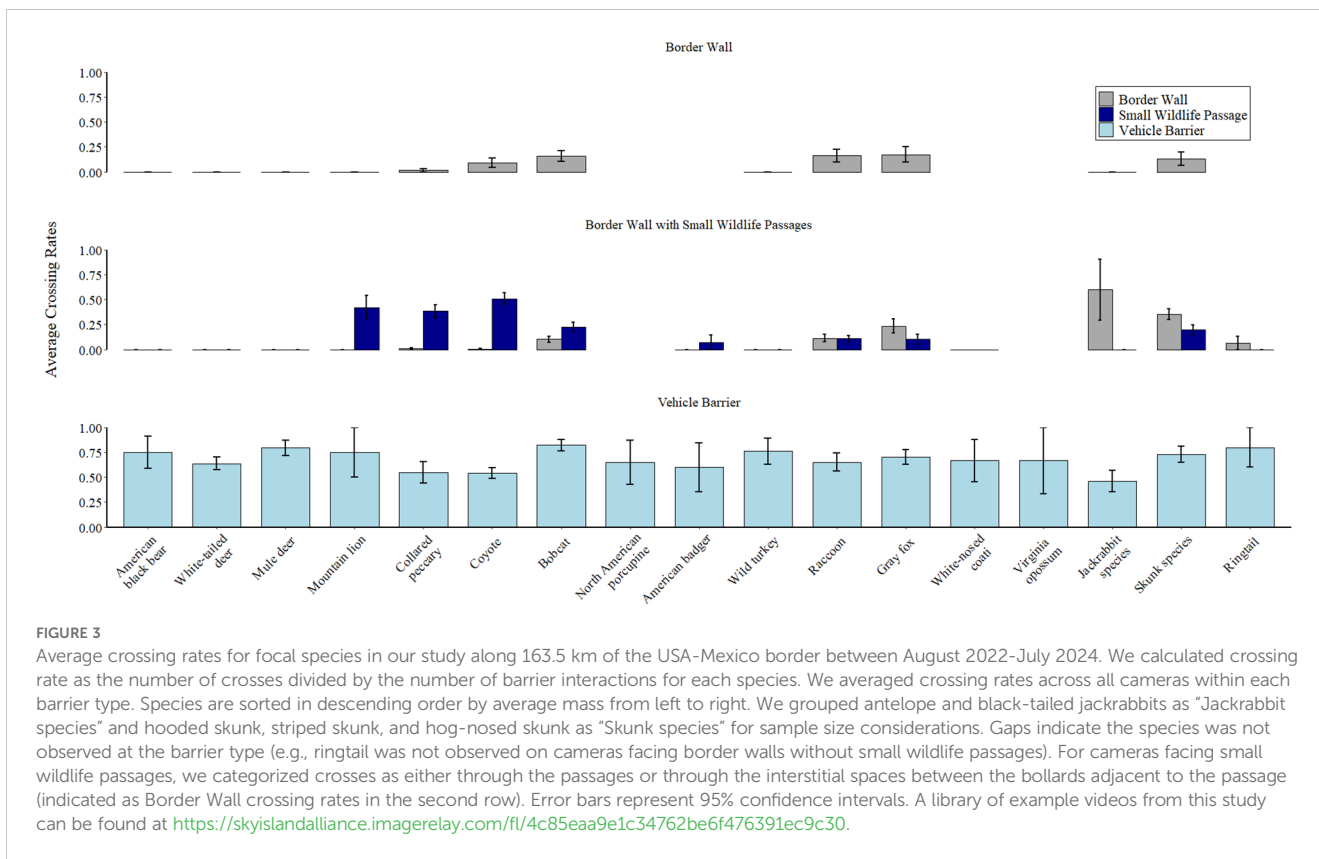 Border Wall
1.00
0.75
0.50
0.25
0.00
Border Wall
Small Wildlife Passage
Vehicle Barrier
Average Crossing Rates
Border Wall with Small Wildlife Passages
1.00
0.75
0.50
0.25
0.00
Vehicle Barrier
1.00
0.75
0.50
0.25
0.00
American
black bear
White-tailed
deer
Mule deer
Mountain lion
Collared
peccary
Coyote
Bobcat
North American
porcupine
American badger
Wild turkey
Raccoon
Gray fox
White-nosed
coati
Virginia
opossum
Jackrabbit
species
Skunk species
Ringtail
FIGURE 3
Average crossing rates for focal species in our study along 163.5 km of the USA-Mexico border between August 2022-July 2024. We calculated crossing
rate as the number of crosses divided by the number of barrier interactions for each species. We averaged crossing rates across all cameras within each
barrier type. Species are sorted in descending order by average mass from left to right. We grouped antelope and black-tailed jackrabbits as “Jackrabbit
species” and hooded skunk, striped skunk, and hog-nosed skunk as “Skunk species” for sample size considerations. Gaps indicate the species was not
observed at the barrier type (e.g., ringtail was not observed on cameras facing border walls without small wildlife passages). For cameras facing small
wildlife passages, we categorized crosses as either through the passages or through the interstitial spaces between the bollards adjacent to the passage
(indicated as Border Wall crossing rates in the second row). Error bars represent 95% confidence intervals. A library of example videos from this study
can be found at https://skyislandalliance.imagerelay.com/fl/4c85eaa9e1c34762be6f476391ec9c30.